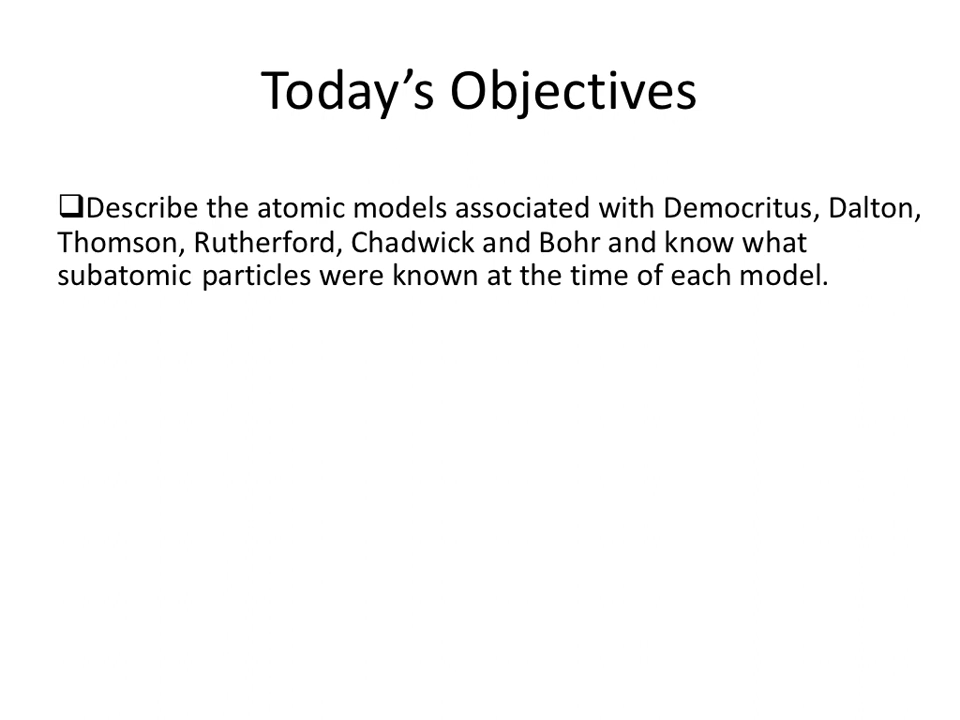 Today’s Objectives
❑Describe the atomic models associated with Democritus, Dalton,
Thomson, Rutherford, Chadwick and Bohr and know what
subatomic particles were known at the time of each model.